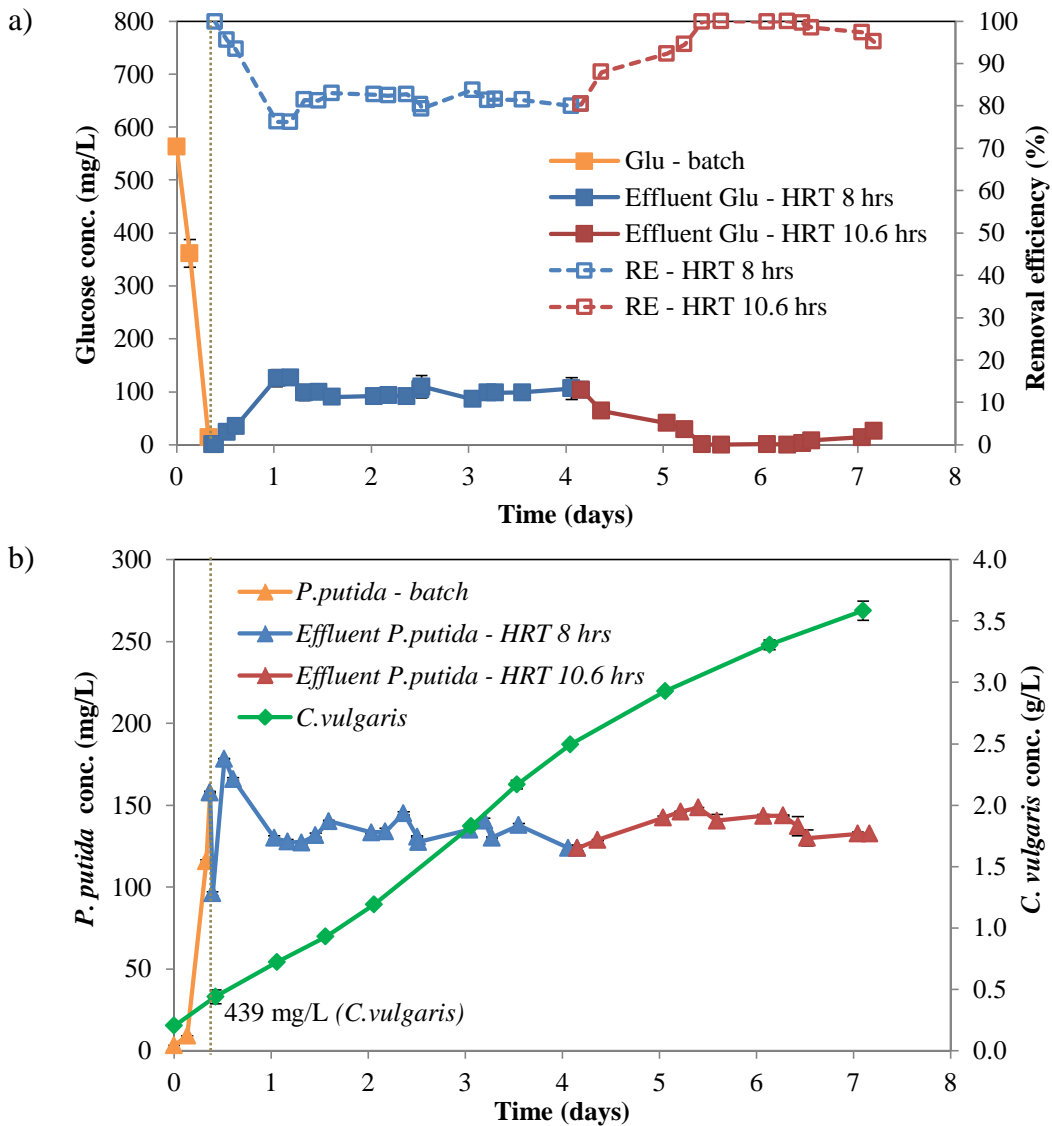 a)
Glucose conc. (mg/L)
800
700
600
500
400
300
200
100
0
0 1 2 3 4 5 6 7 8
Time (days)
100
90
80
70
60
50
40
30
20
10
0
Removal efficiency (%)
Glu - batch
Effluent Glu - HRT 8 hrs
Effluent Glu - HRT 10.6 hrs
RE - HRT 8 hrs
RE - HRT 10.6 hrs
b)
P. putida conc. (mg/L)
300
250
200
150
100
50
0
0 1 2 3 4 5 6 7 8
Time (days)
4.0
3.5
3.0
2.5
2.0
1.5
1.0
0.5
0.0
C. vulgaris conc. (g/L)
P.putida - batch
Effluent P.putida - HRT 8 hrs
Effluent P.putida - HRT 10.6 hrs
C.vulgaris
439 mg/L (C.vulgaris)